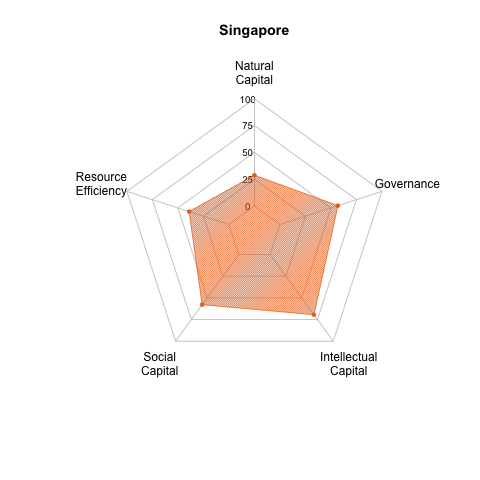 Singapore
Natural
Capital
100
75
50
25
0
Resource
Efficiency
Governance
Social
Capital
Intellectual
Capital